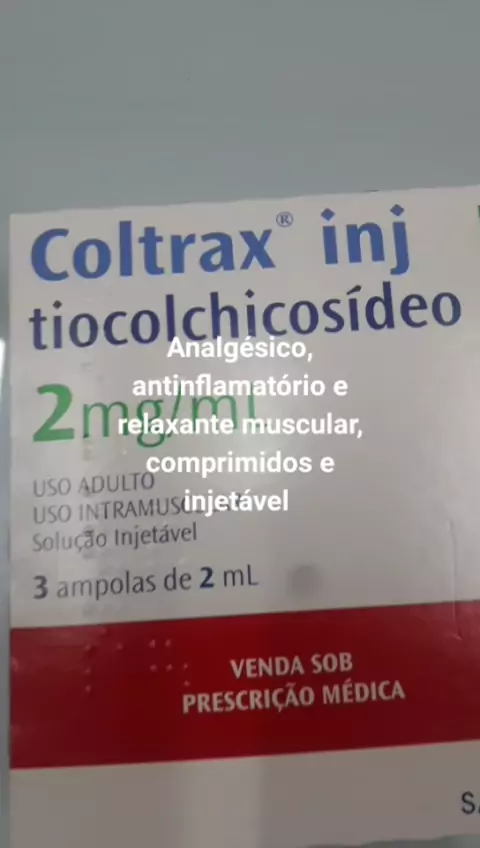 Coltrax® inj
tiocolchicosídeo
Analgésico,
antinflamatório e
relaxante muscular,
comprimidos e
injetável
2mg/ml
USO ADULTO
USO
Solução Injetável
3 ampolas de 2 mL
VENDA SOB
PRESCRIÇÃO MÉDICA